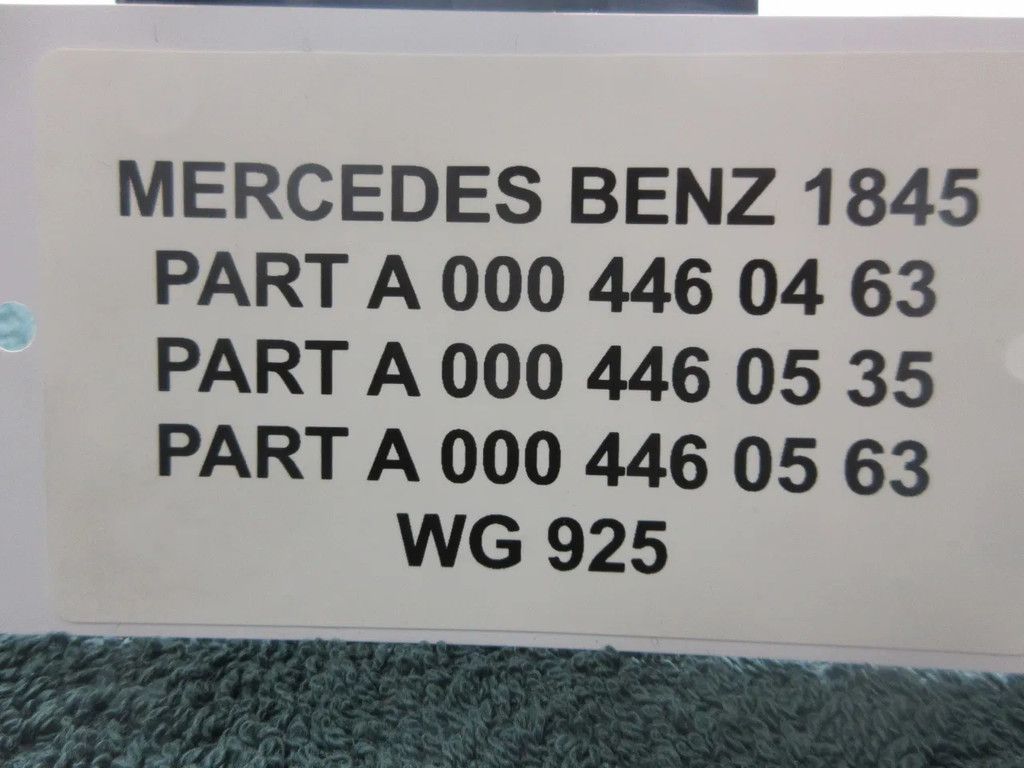 MERCEDES BENZ 1845
PART A 000 446 04 63
PART A 000 446 05 35
PART A 000 446 05 63
WG 925